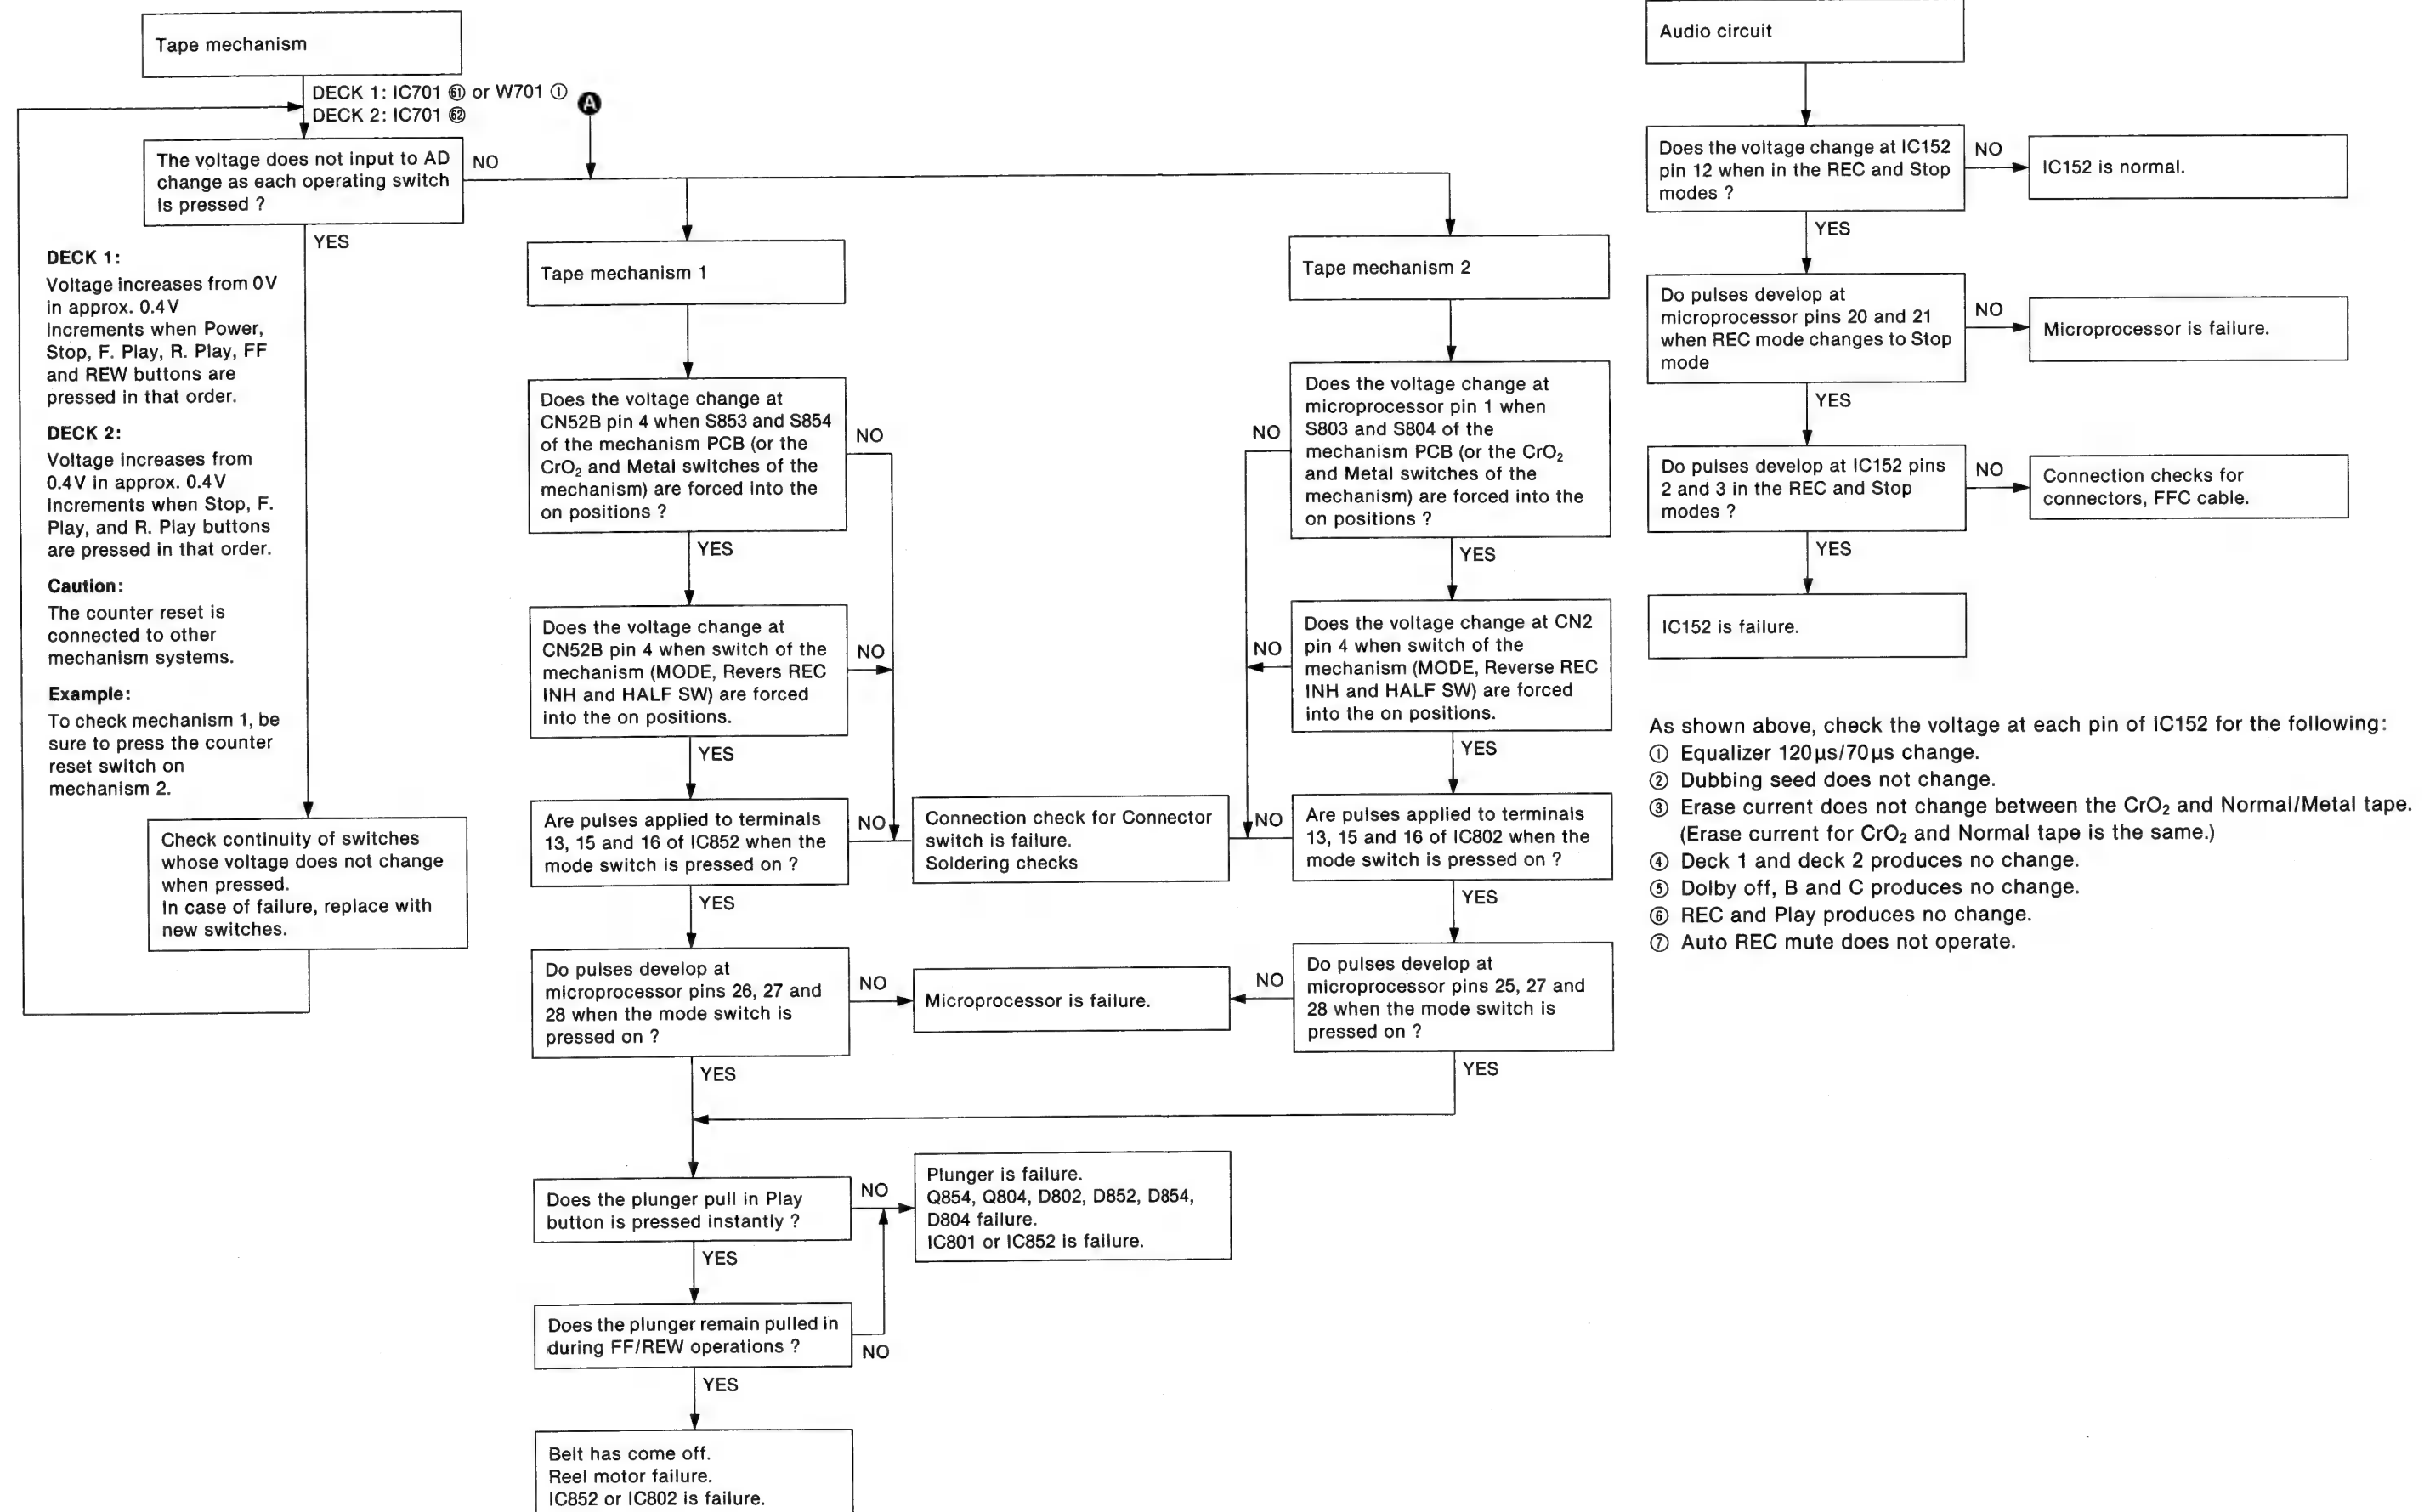 Tape mechanism
DECK 1: IC701 ㉛ or W701 ①
DECK 2: IC701 
The voltage does not input to AD
change as each operating switch
is pressed ?
NO
YES
DECK 1:
Voltage increases from 0V
in approx. 0.4V
increments when Power,
Stop, F. Play, R. Play, FF
and REW buttons are
pressed in that order.
DECK 2:
Voltage increases from
0.4V in approx. 0.4V
increments when Stop, F.
Play, and R. Play buttons
are pressed in that order.
Caution:
The counter reset is
connected to other
mechanism systems.
Example:
To check mechanism 1, be
sure to press the counter
reset switch on
mechanism 2.
Check continuity of switches
whose voltage does not change
when pressed.
In case of failure, replace with
new switches.
A
Tape mechanism 1
Does the voltage change at
CN52B pin 4 when S853 and S854
of the mechanism PCB (or the
CrO₂ and Metal switches of the
mechanism) are forced into the
on positions ?
NO
YES
Does the voltage change at
CN52B pin 4 when switch of the
mechanism (MODE, Revers REC
INH and HALF SW) are forced
into the on positions.
NO
YES
Are pulses applied to terminals
13, 15 and 16 of IC852 when the
mode switch is pressed on ?
NO
YES
Connection check for Connector
switch is failure.
Soldering checks
Do pulses develop at
microprocessor pins 26, 27 and
28 when the mode switch is
pressed on ?
NO
YES
Microprocessor is failure.
Tape mechanism 2
Does the voltage change at
microprocessor pin 1 when
S803 and S804 of the
mechanism PCB (or the CrO₂
and Metal switches of the
mechanism) are forced into the
on positions ?
NO
YES
Does the voltage change at CN2
pin 4 when switch of the
mechanism (MODE, Reverse REC
INH and HALF SW) are forced
into the on positions.
NO
YES
Are pulses applied to terminals
13, 15 and 16 of IC802 when the
mode switch is pressed on ?
NO
YES
Do pulses develop at
microprocessor pins 25, 27 and
28 when the mode switch is
pressed on ?
NO
YES
Does the plunger pull in Play
button is pressed instantly ?
NO
YES
Plunger is failure.
Q854, Q804, D802, D852, D854,
D804 failure.
IC801 or IC852 is failure.
Does the plunger remain pulled in
during FF/REW operations ?
NO
YES
Belt has come off.
Reel motor failure.
IC852 or IC802 is failure.
Audio circuit
Does the voltage change at IC152
pin 12 when in the REC and Stop
modes ?
NO
YES
IC152 is normal.
Do pulses develop at
microprocessor pins 20 and 21
when REC mode changes to Stop
mode
NO
YES
Microprocessor is failure.
Do pulses develop at IC152 pins
2 and 3 in the REC and Stop
modes ?
NO
YES
Connection checks for
connectors, FFC cable.
IC152 is failure.
As shown above, check the voltage at each pin of IC152 for the following:
① Equalizer 120μs/70μs change.
② Dubbing seed does not change.
③ Erase current does not change between the CrO₂ and Normal/Metal tape.
(Erase current for CrO₂ and Normal tape is the same.)
④ Deck 1 and deck 2 produces no change.
⑤ Dolby off, B and C produces no change.
⑥ REC and Play produces no change.
⑦ Auto REC mute does not operate.